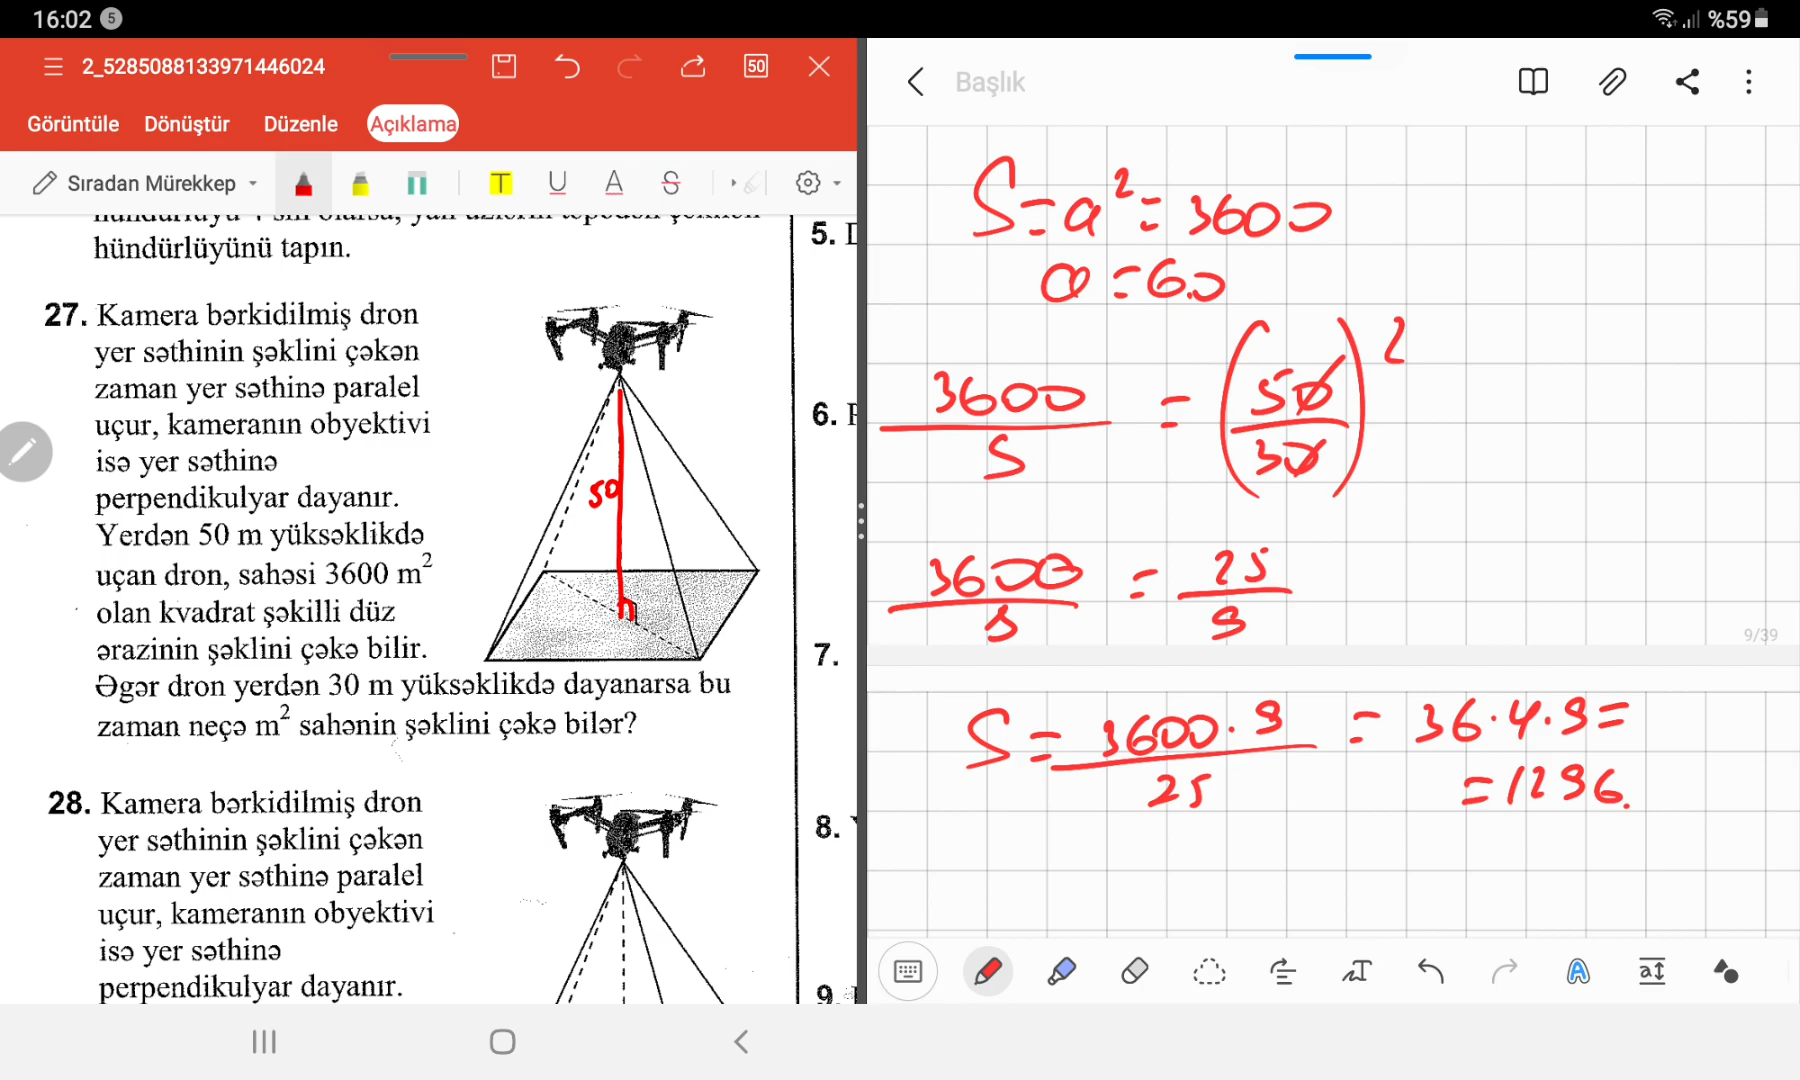 16:02 5 %59
2_5285088133971446024 50
Görüntüle Dönüştür Düzenle Açıklama
Sıradan Mürekkep T U A S
hündürlüyünü tapın.
27. Kamera bərkidilmiş dron
yer səthinin şəklini çəkən
zaman yer səthinə paralel
uçur, kameranın obyektivi
isə yer səthinə
perpendikulyar dayanır.
Yerdən 50 m yüksəklikdə
uçan dron, sahəsi 3600 m²
olan kvadrat şəkilli düz
ərazinin şəklini çəkə bilir.
Əgər dron yerdən 30 m yüksəklikdə dayanarsa bu
zaman neçə m² sahənin şəklini çəkə bilər?
50
28. Kamera bərkidilmiş dron
yer səthinin şəklini çəkən
zaman yer səthinə paralel
uçur, kameranın obyektivi
isə yer səthinə
perpendikulyar dayanır.
5.
6.
7.
8.
9.
Başlık
S=a²=3600
a=60
3600/S = (50/30)²
3600/S = 25/9
9/39
S=3600·9/25 = 36·4·9=
=1296.